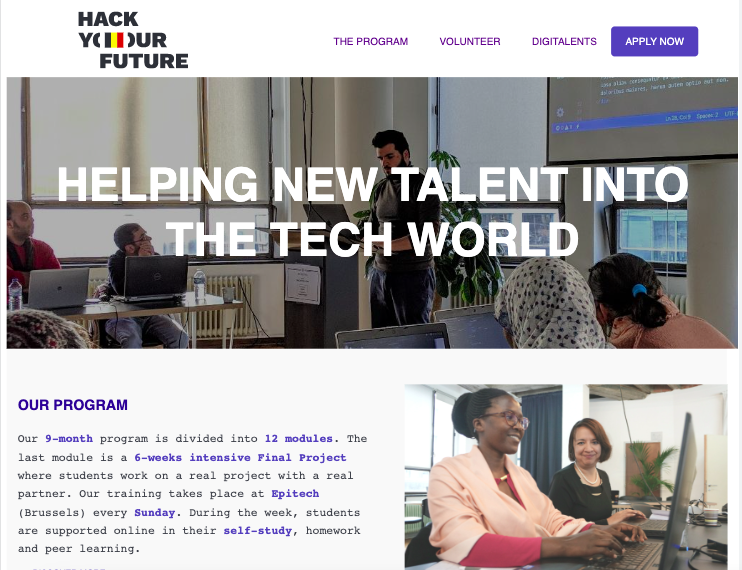 HACK
YOUR
FUTURE
THE PROGRAM VOLUNTEER DIGITALENTS APPLY NOW
HELPING NEW TALENT INTO
THE TECH WORLD
OUR PROGRAM
Our 9-month program is divided into 12 modules. The
last module is a 6-weeks intensive Final Project
where students work on a real project with a real
partner. Our training takes place at Epitech
(Brussels) every Sunday. During the week, students
are supported online in their self-study, homework
and peer learning.